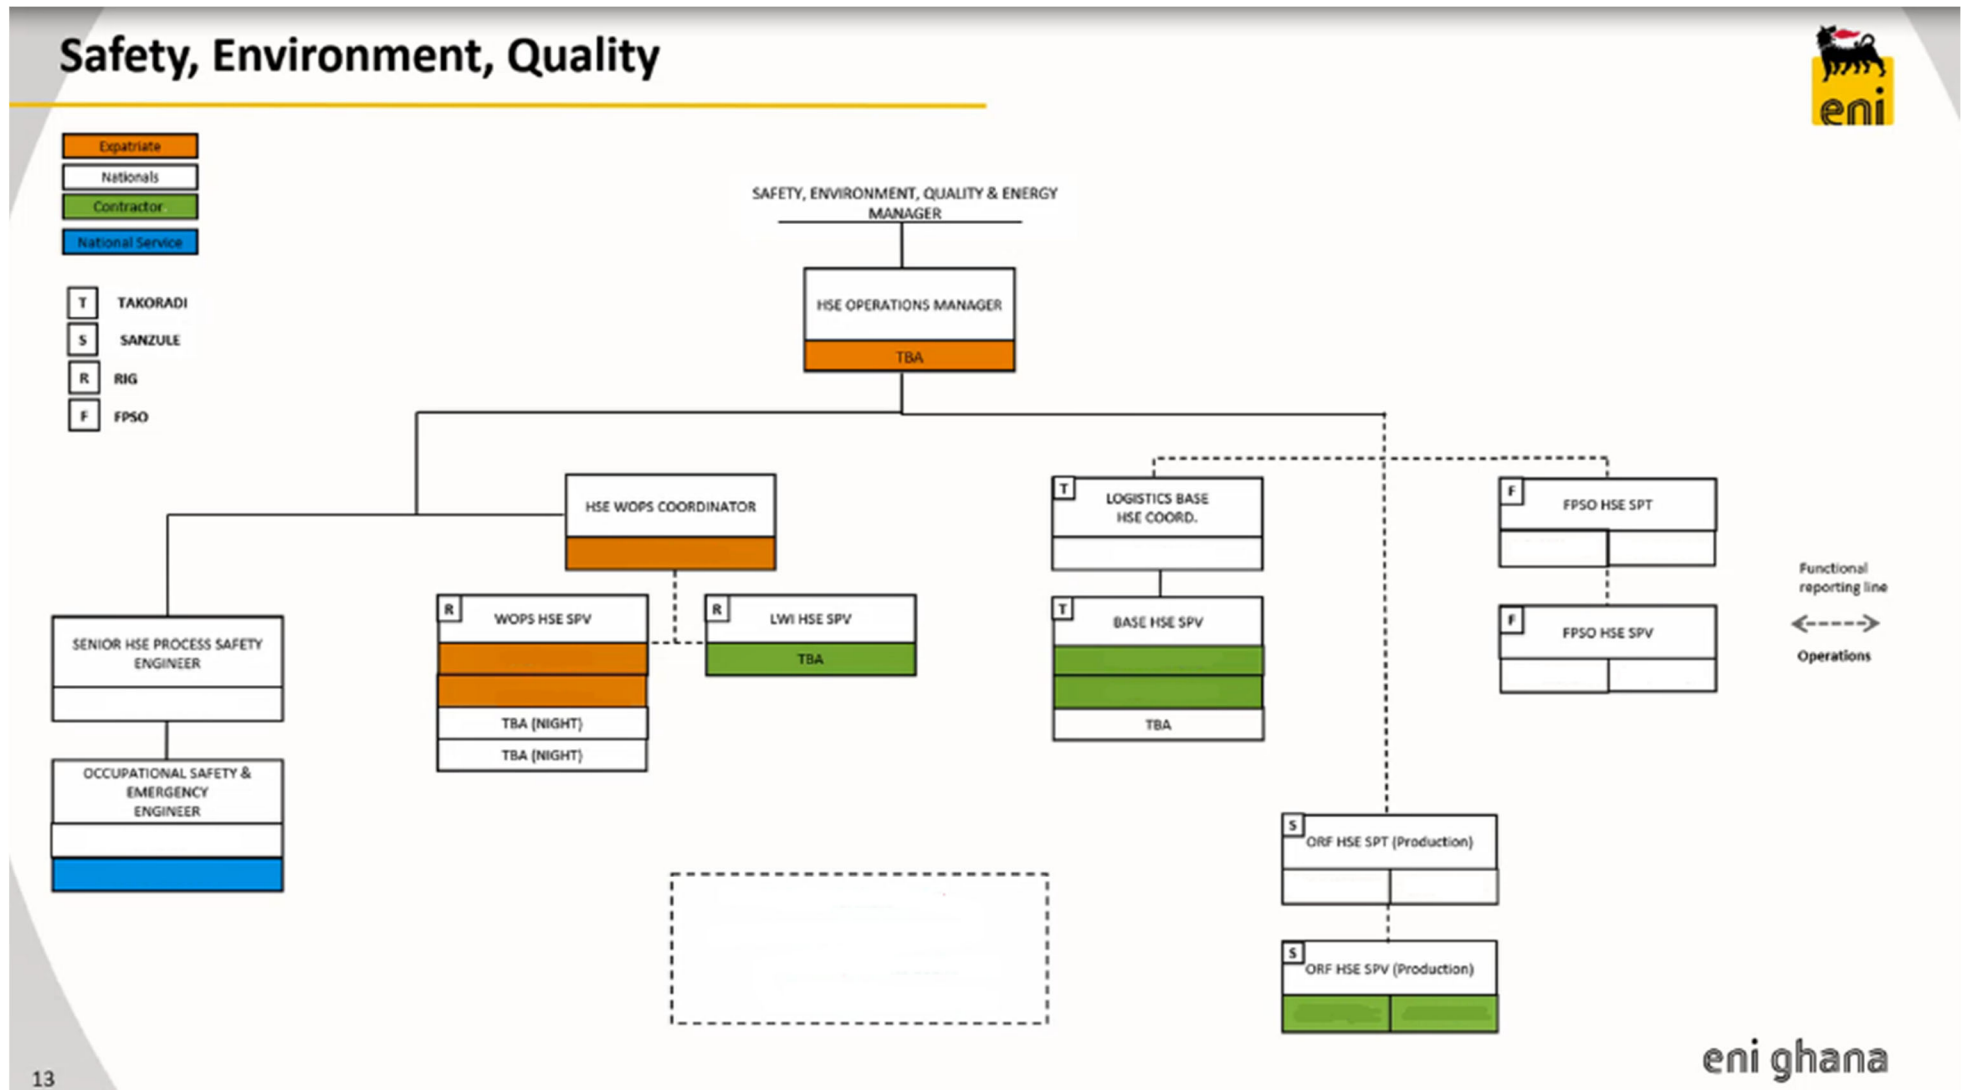 Safety, Environment, Quality
eni
Expatriate
Nationals
Contractor
National Service
T TAKORADI
S SANZULE
R RIG
F FPSO
SAFETY, ENVIRONMENT, QUALITY & ENERGY
MANAGER
HSE OPERATIONS MANAGER
TBA
HSE WOPS COORDINATOR
R
WOPS HSE SPV
TBA (NIGHT)
TBA (NIGHT)
R
LWI HSE SPV
TBA
SENIOR HSE PROCESS SAFETY
ENGINEER
OCCUPATIONAL SAFETY &
EMERGENCY
ENGINEER
T
LOGISTICS BASE
HSE COORD.
T
BASE HSE SPV
TBA
F
FPSO HSE SPT
F
FPSO HSE SPV
Functional
reporting line
Operations
S
ORF HSE SPT (Production)
S
ORF HSE SPV (Production)
eni ghana
13